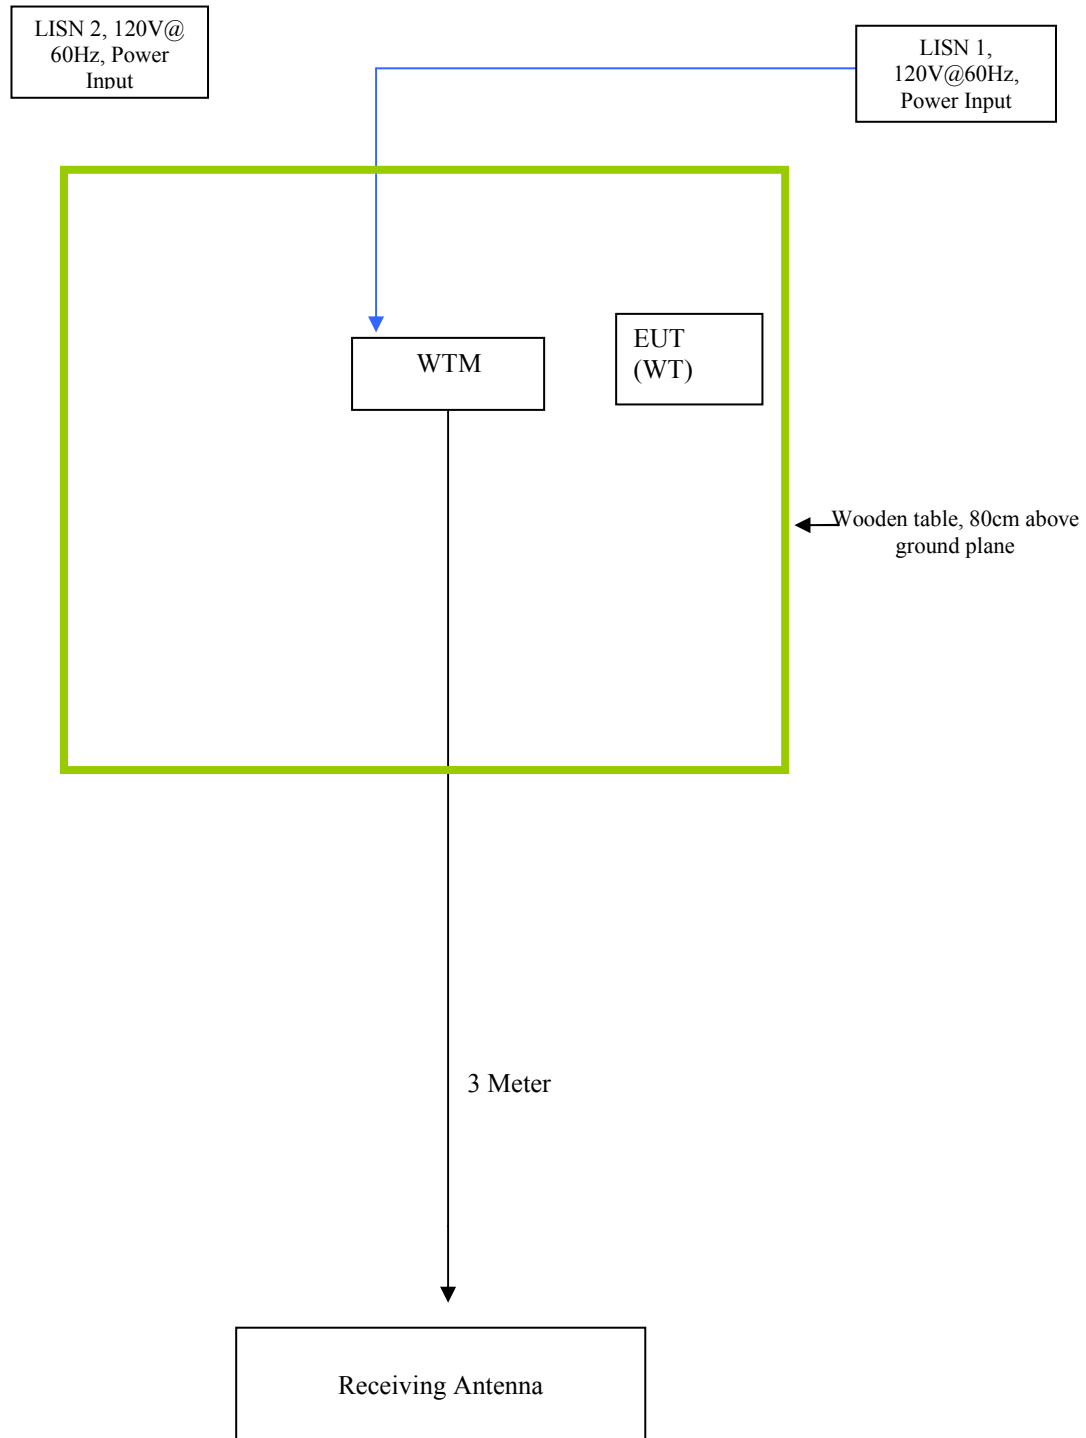 LISN 2, 120V@
60Hz, Power
Input
LISN 1,
120V@60Hz,
Power Input
WTM
EUT
(WT)
Wooden table, 80cm above
ground plane
3 Meter
Receiving Antenna